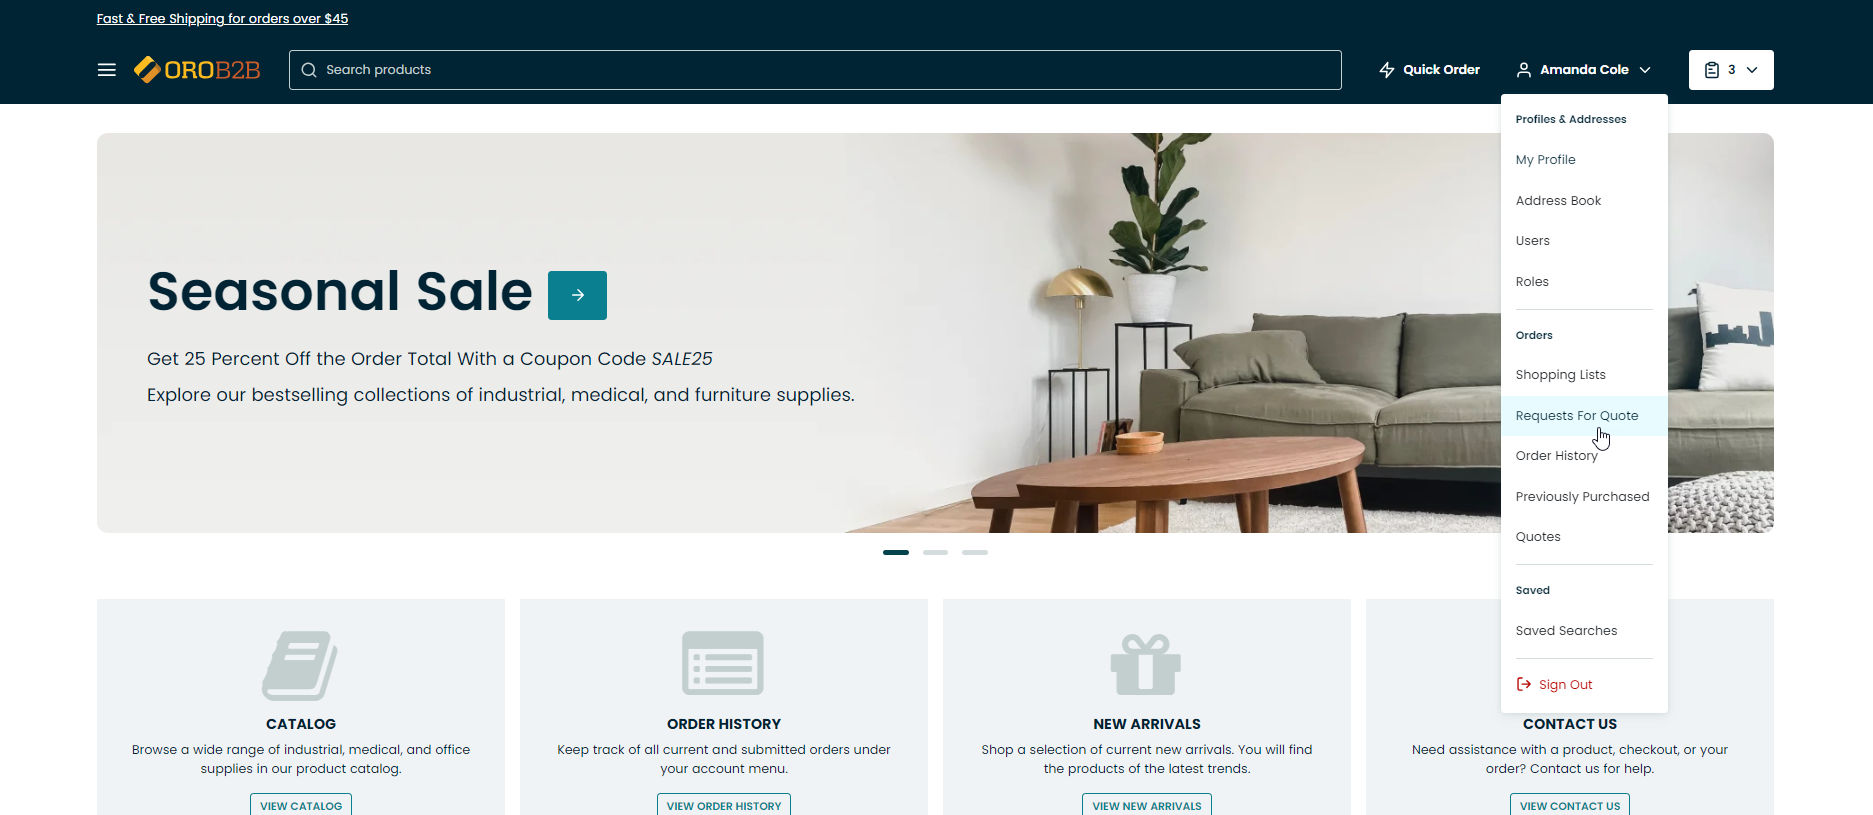 Fast & Free Shipping for orders over $45
OROB2B
Search products
Quick Order
Amanda Cole
3
Profiles & Addresses
My Profile
Address Book
Users
Roles
Orders
Shopping Lists
Requests For Quote
Order History
Previously Purchased
Quotes
Saved
Saved Searches
Sign Out
Seasonal Sale
Get 25 Percent Off the Order Total With a Coupon Code SALE25
Explore our bestselling collections of industrial, medical, and furniture supplies.
CATALOG
Browse a wide range of industrial, medical, and office
supplies in our product catalog.
VIEW CATALOG
ORDER HISTORY
Keep track of all current and submitted orders under
your account menu.
VIEW ORDER HISTORY
NEW ARRIVALS
Shop a selection of current new arrivals. You will find
the products of the latest trends.
VIEW NEW ARRIVALS
CONTACT US
Need assistance with a product, checkout, or your
order? Contact us for help.
VIEW CONTACT US